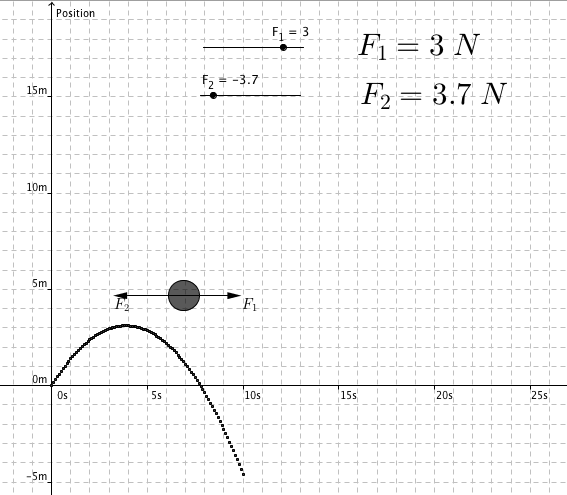 Position
F₁ = 3
F₁ = 3 N
F₂ = −3.7
F₂ = 3.7 N
15m
10m
5m
F₂
F₁
0m
0s
5s
10s
15s
20s
25s
−5m